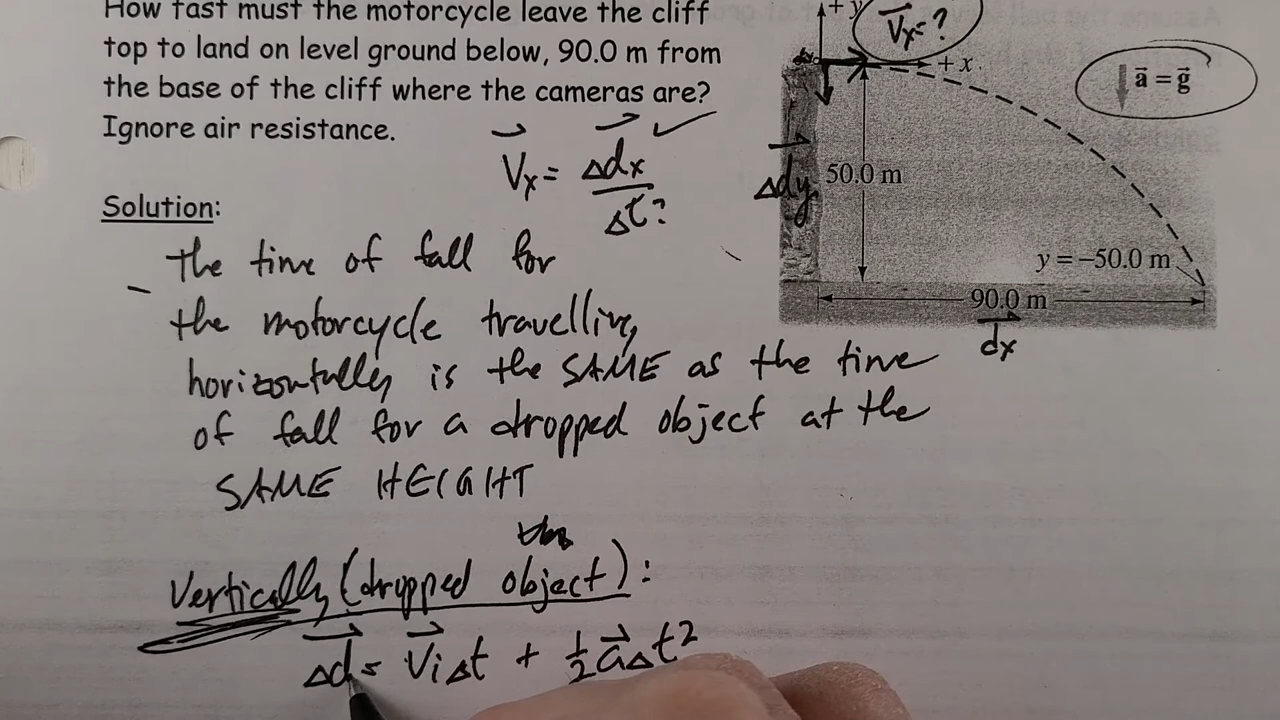 How fast must the motorcycle leave the cliff
top to land on level ground below, 90.0 m from
the base of the cliff where the cameras are?
Ignore air resistance.
Vx = Δdx / Δt?
Solution:
the time of fall for
the motorcycle travelling
horizontally is the SAME as the time
of fall for a dropped object at the
SAME HEIGHT
Vertically (dropped object):
Δd = ViΔt + ½aΔt²
+ y
Vx = ?
+ x
a = g
Δdy
50.0 m
y = −50.0 m
90.0 m
dx